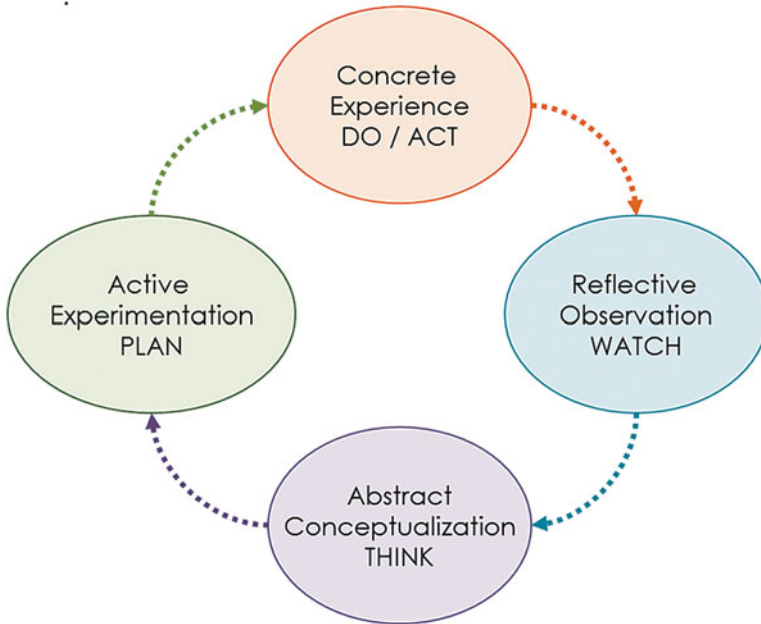 Concrete
Experience
DO / ACT
Active
Experimentation
PLAN
Reflective
Observation
WATCH
Abstract
Conceptualization
THINK